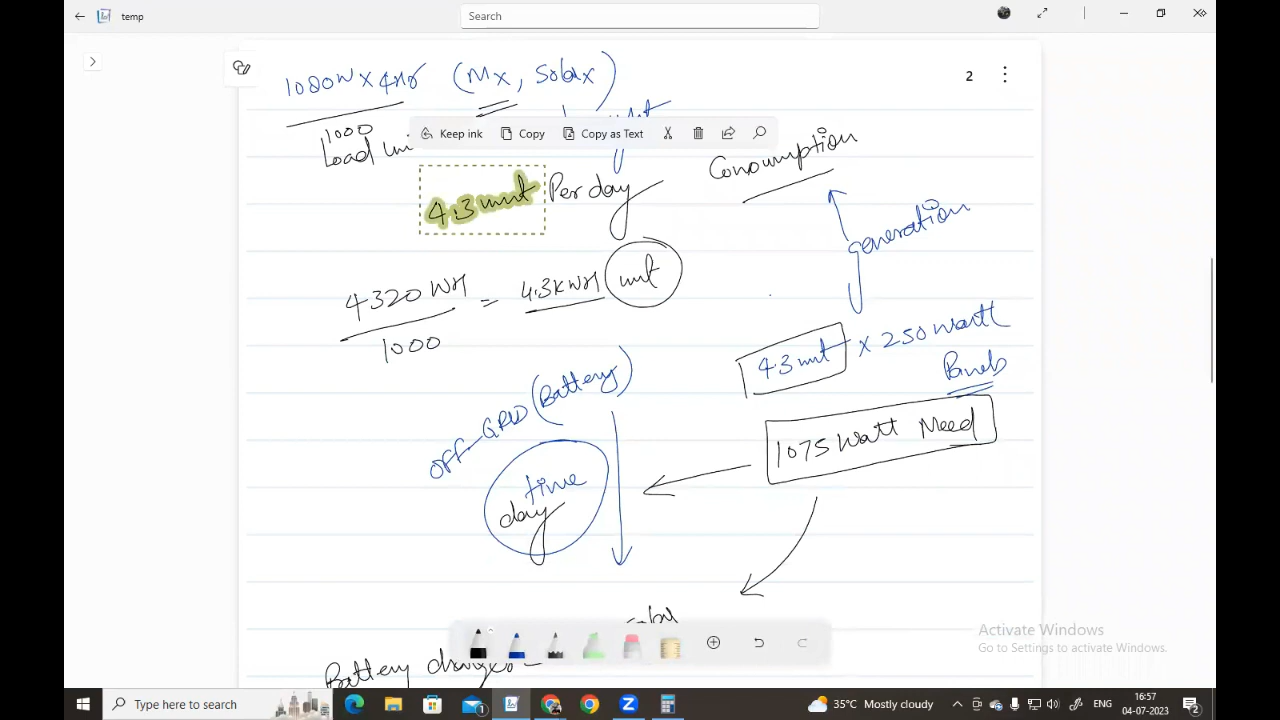 temp
Search
2
1080W x 4Hr (Mx, Solax)
1000
Load
Keep ink
Copy
Copy as Text
4.3 unit Per day
Consumption
generation
4320 WH = 4.3KWH unit
1000
4.3 unit x 250 Watt
Panels
1075 Watt Need
off-GRID (Battery)
time
day
Battery charges -
Activate Windows
Go to Settings to activate Windows.
Type here to search
1
35°C Mostly cloudy
ENG
16:57
04-07-2023
2